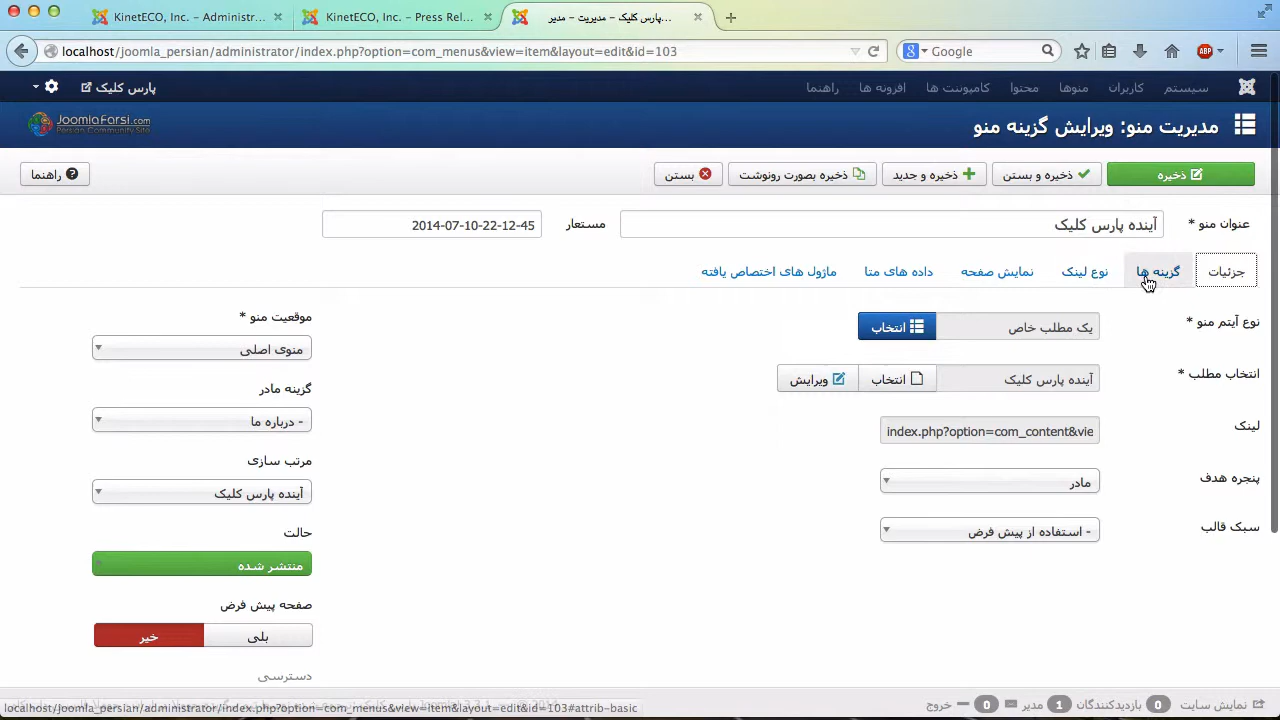 KinetECO, Inc. - Administr...
KinetECO, Inc. - Press Rel...
پارس کلیک - مدیریت - مدیر...
localhost/joomla_persian/administrator/index.php?option=com_menus&view=item&layout=edit&id=103
Google
ABP
سیستم کاربران منوها محتوا کامپوننت ها افزونه ها راهنما
پارس کلیک
مدیریت منو: ویرایش گزینه منو
JoomlaFarsi.com
Persian Community Site
ذخیره
ذخیره و بستن
ذخیره و جدید
ذخیره بصورت رونوشت
بستن
راهنما
عنوان منو *
آینده پارس کلیک
مستعار
2014-07-10-22-12-45
جزئیات گزینه ها نوع لینک نمایش صفحه داده های متا ماژول های اختصاص یافته
نوع آیتم منو *
یک مطلب خاص
انتخاب
انتخاب مطلب *
آینده پارس کلیک
انتخاب
ویرایش
لینک
index.php?option=com_content&vie
پنجره هدف
مادر
سبک قالب
- استفاده از پیش فرض
موقعیت منو *
منوی اصلی
گزینه مادر
- درباره ما
مرتب سازی
آینده پارس کلیک
حالت
منتشر شده
صفحه پیش فرض
بلی
خیر
دسترسی
نمایش سایت 0 بازدیدکنندگان 1 مدیر 0 خروج
localhost/joomla_persian/administrator/index.php?option=com_menus&view=item&layout=edit&id=103#attrib-basic